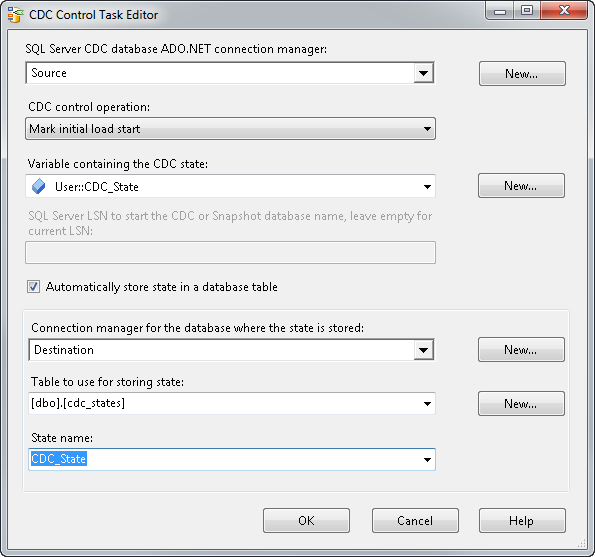 CDC Control Task Editor
SQL Server CDC database ADO.NET connection manager:
Source
New...
CDC control operation:
Mark initial load start
Variable containing the CDC state:
User::CDC_State
New...
SQL Server LSN to start the CDC or Snapshot database name, leave empty for
current LSN:
Automatically store state in a database table
Connection manager for the database where the state is stored:
Destination
New...
Table to use for storing state:
[dbo].[cdc_states]
New...
State name:
CDC_State
OK
Cancel
Help